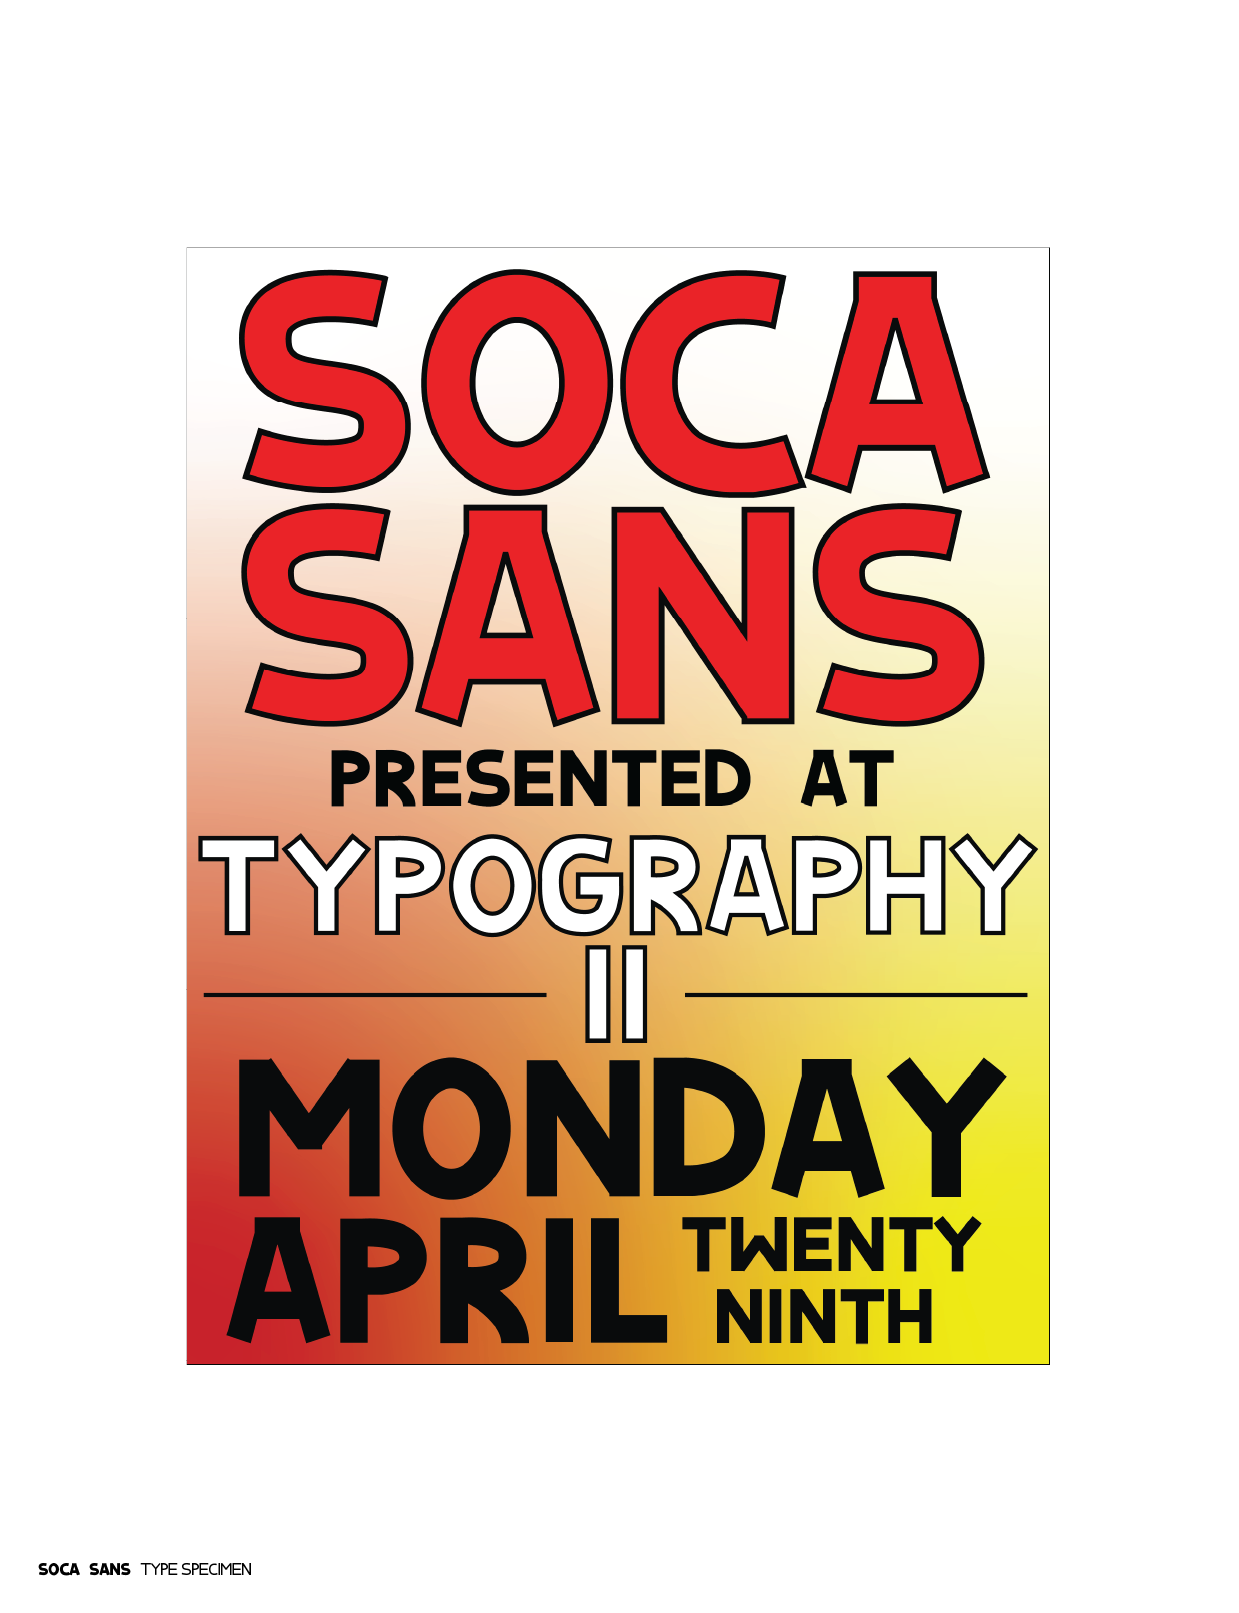 SOCA
SANS
PRESENTED AT
TYPOGRAPHY
II
MONDAY
APRIL TWENTY
NINTH
SOCA SANS TYPE SPECIMEN